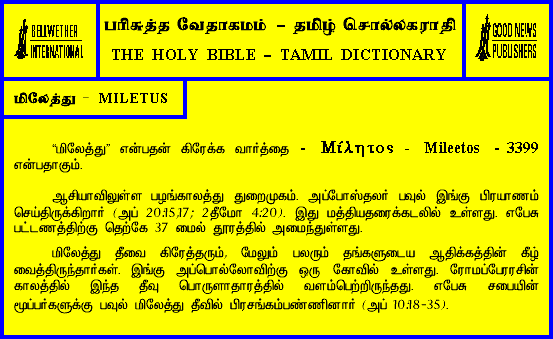 BELLWETHER
INTERNATIONAL
பரிசுத்த வேதாகமம் – தமிழ் சொல்லகராதி
THE HOLY BIBLE – TAMIL DICTIONARY
GOOD NEWS
PUBLISHERS
மிலேத்து – MILETUS
“மிலேத்து” என்பதன் கிரேக்க வார்த்தை - Μίλητος - Mileetos - 3399
என்பதாகும்.
ஆசியாவிலுள்ள பழங்காலத்து துறைமுகம். அப்போஸ்தலர் பவுல் இங்கு பிரயாணம்
செய்திருக்கிறார் (அப் 20:15,17; 2தீமோ 4:20). இது மத்தியதரைக்கடலில் உள்ளது. எபேசு
பட்டணத்திற்கு தெற்கே 37 மைல் தூரத்தில் அமைந்துள்ளது.
மிலேத்து தீவை கிரேத்தரும், மேலும் பலரும் தங்களுடைய ஆதிக்கத்தின் கீழ்
வைத்திருந்தார்கள். இங்கு அப்பொல்லோவிற்கு ஒரு கோவில் உள்ளது. ரோமப்பேரரசின்
காலத்தில் இந்த தீவு பொருளாதாரத்தில் வளம்பெற்றிருந்தது. எபேசு சபையின்
மூப்பர்களுக்கு பவுல் மிலேத்து தீவில் பிரசங்கம்பண்ணினார் (அப் 10:18-35).